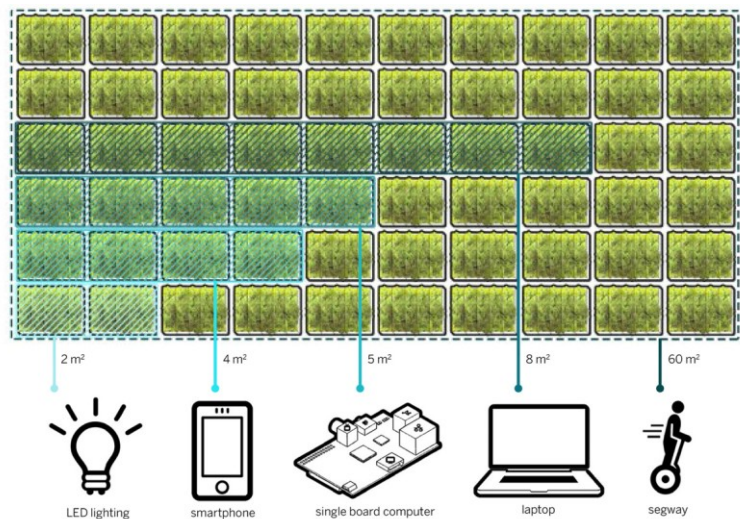 2 m²
4 m²
5 m²
8 m²
60 m²
LED lighting
smartphone
single board computer
laptop
segway